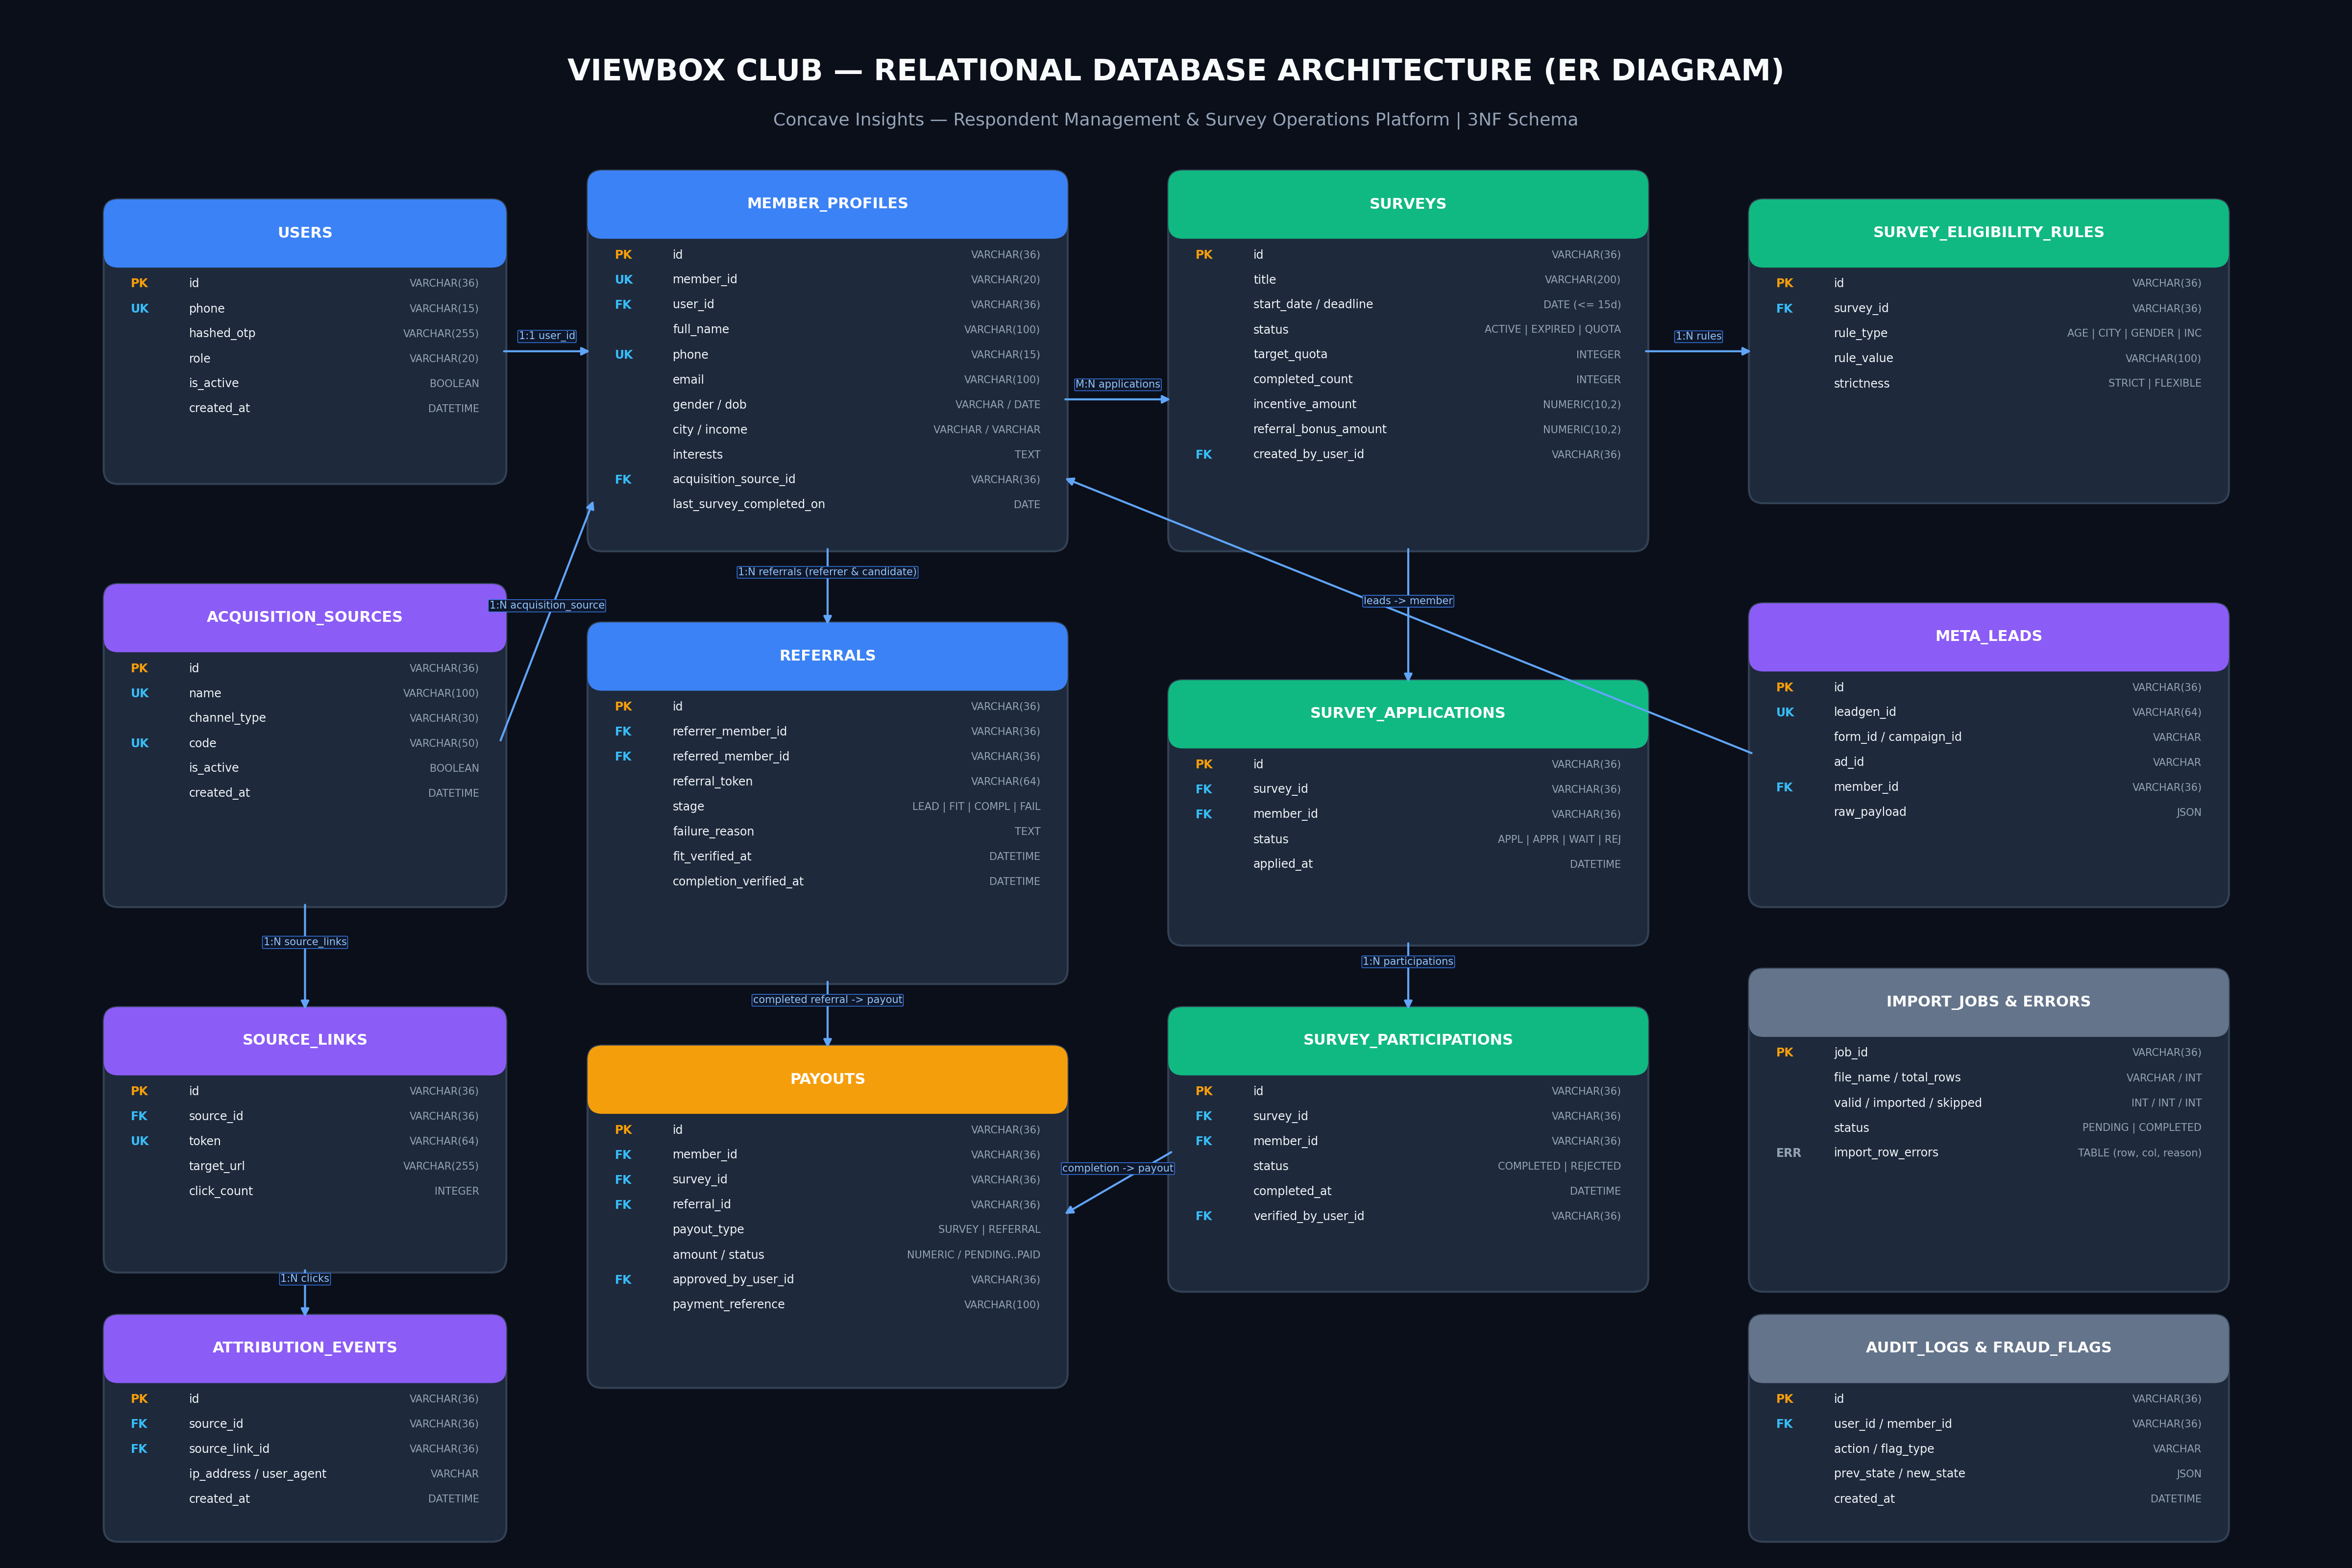 VIEWBOX CLUB — RELATIONAL DATABASE ARCHITECTURE (ER DIAGRAM)
Concave Insights — Respondent Management & Survey Operations Platform | 3NF Schema
USERS
PK id VARCHAR(36)
UK phone VARCHAR(15)
hashed_otp VARCHAR(255)
role VARCHAR(20)
is_active BOOLEAN
created_at DATETIME
1:1 user_id
MEMBER_PROFILES
PK id VARCHAR(36)
UK member_id VARCHAR(20)
FK user_id VARCHAR(36)
full_name VARCHAR(100)
UK phone VARCHAR(15)
email VARCHAR(100)
gender / dob VARCHAR / DATE
city / income VARCHAR / VARCHAR
interests TEXT
FK acquisition_source_id VARCHAR(36)
last_survey_completed_on DATE
M:N applications
SURVEYS
PK id VARCHAR(36)
title VARCHAR(200)
start_date / deadline DATE (<= 15d)
status ACTIVE | EXPIRED | QUOTA
target_quota INTEGER
completed_count INTEGER
incentive_amount NUMERIC(10,2)
referral_bonus_amount NUMERIC(10,2)
FK created_by_user_id VARCHAR(36)
1:N rules
SURVEY_ELIGIBILITY_RULES
PK id VARCHAR(36)
FK survey_id VARCHAR(36)
rule_type AGE | CITY | GENDER | INC
rule_value VARCHAR(100)
strictness STRICT | FLEXIBLE
ACQUISITION_SOURCES
PK id VARCHAR(36)
UK name VARCHAR(100)
channel_type VARCHAR(30)
UK code VARCHAR(50)
is_active BOOLEAN
created_at DATETIME
1:N acquisition_source
1:N referrals (referrer & candidate)
REFERRALS
PK id VARCHAR(36)
FK referrer_member_id VARCHAR(36)
FK referred_member_id VARCHAR(36)
referral_token VARCHAR(64)
stage LEAD | FIT | COMPL | FAIL
failure_reason TEXT
fit_verified_at DATETIME
completion_verified_at DATETIME
leads -> member
SURVEY_APPLICATIONS
PK id VARCHAR(36)
FK survey_id VARCHAR(36)
FK member_id VARCHAR(36)
status APPL | APPR | WAIT | REJ
applied_at DATETIME
META_LEADS
PK id VARCHAR(36)
UK leadgen_id VARCHAR(64)
form_id / campaign_id VARCHAR
ad_id VARCHAR
FK member_id VARCHAR(36)
raw_payload JSON
1:N source_links
SOURCE_LINKS
PK id VARCHAR(36)
FK source_id VARCHAR(36)
UK token VARCHAR(64)
target_url VARCHAR(255)
click_count INTEGER
completed referral -> payout
PAYOUTS
PK id VARCHAR(36)
FK member_id VARCHAR(36)
FK survey_id VARCHAR(36)
FK referral_id VARCHAR(36)
payout_type SURVEY | REFERRAL
amount / status NUMERIC / PENDING..PAID
FK approved_by_user_id VARCHAR(36)
payment_reference VARCHAR(100)
completion -> payout
1:N participations
SURVEY_PARTICIPATIONS
PK id VARCHAR(36)
FK survey_id VARCHAR(36)
FK member_id VARCHAR(36)
status COMPLETED | REJECTED
completed_at DATETIME
FK verified_by_user_id VARCHAR(36)
IMPORT_JOBS & ERRORS
PK job_id VARCHAR(36)
file_name / total_rows VARCHAR / INT
valid / imported / skipped INT / INT / INT
status PENDING | COMPLETED
ERR import_row_errors TABLE (row, col, reason)
1:N clicks
ATTRIBUTION_EVENTS
PK id VARCHAR(36)
FK source_id VARCHAR(36)
FK source_link_id VARCHAR(36)
ip_address / user_agent VARCHAR
created_at DATETIME
AUDIT_LOGS & FRAUD_FLAGS
PK id VARCHAR(36)
FK user_id / member_id VARCHAR(36)
action / flag_type VARCHAR
prev_state / new_state JSON
created_at DATETIME